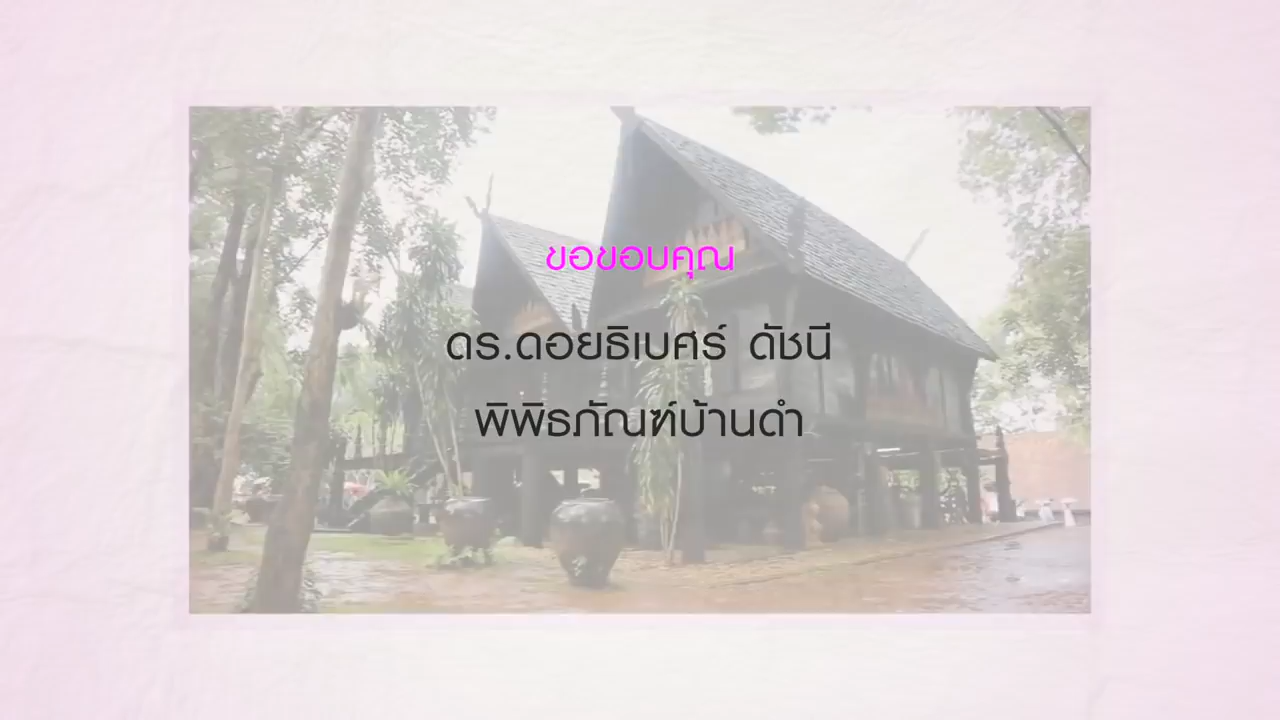 ขอขอบคุณ
ดร.ดอยธิเบศร์ ดัชนี
พิพิธภัณฑ์บ้านดำ